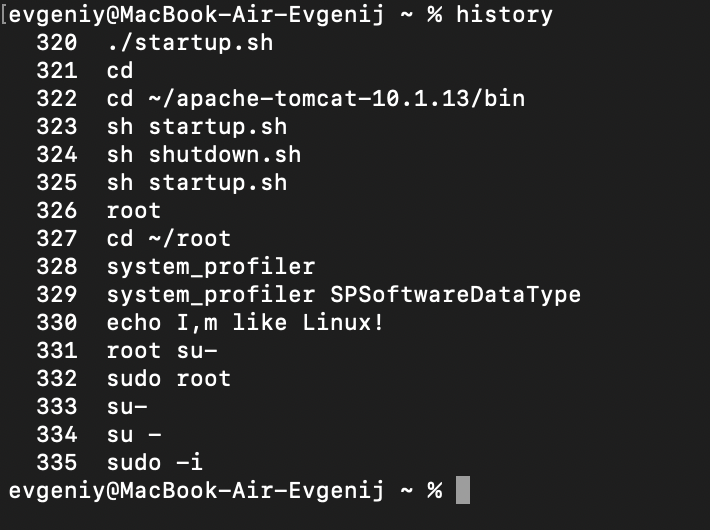 [evgeniy@MacBook-Air-Evgenij ~ % history
320 ./startup.sh
321 cd
322 cd ~/apache-tomcat-10.1.13/bin
323 sh startup.sh
324 sh shutdown.sh
325 sh startup.sh
326 root
327 cd ~/root
328 system_profiler
329 system_profiler SPSoftwareDataType
330 echo I,m like Linux!
331 root su-
332 sudo root
333 su-
334 su -
335 sudo -i
evgeniy@MacBook-Air-Evgenij ~ %